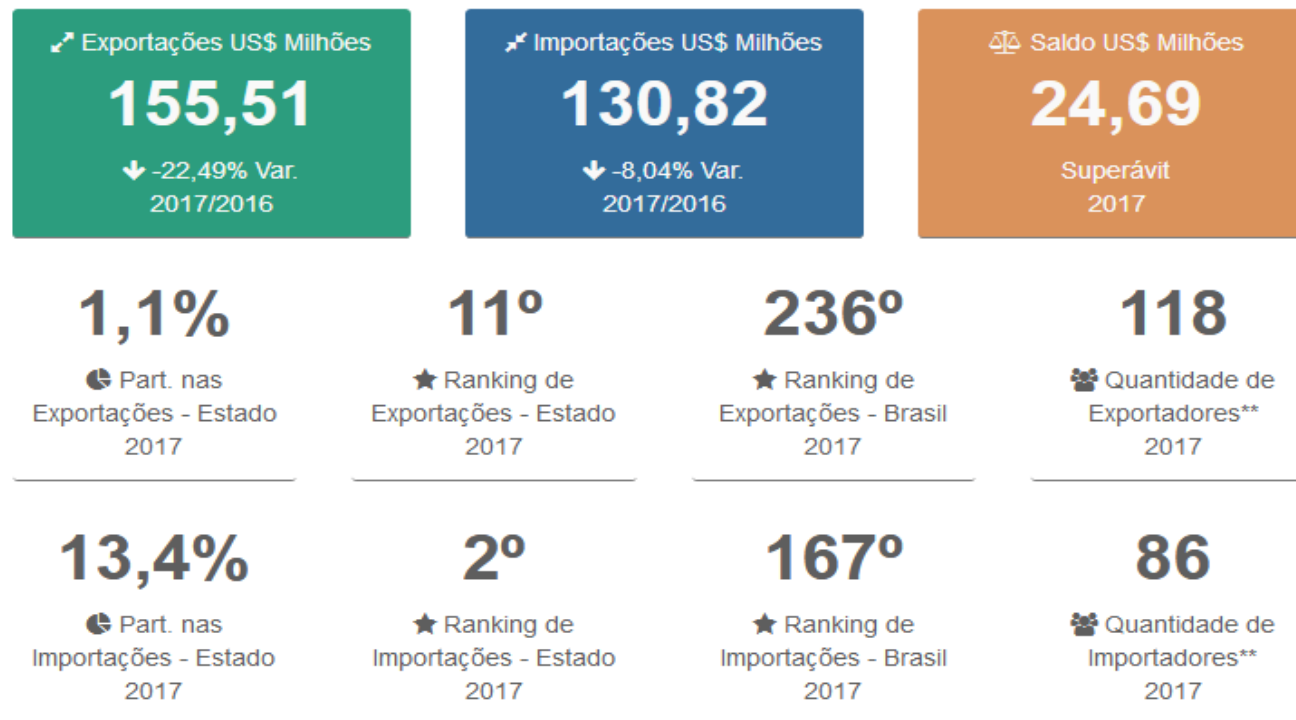 Exportações US$ Milhões
155,51
-22,49% Var.
2017/2016
Importações US$ Milhões
130,82
-8,04% Var.
2017/2016
Saldo US$ Milhões
24,69
Superávit
2017
1,1%
Part. nas
Exportações - Estado
2017
11º
Ranking de
Exportações - Estado
2017
236º
Ranking de
Exportações - Brasil
2017
118
Quantidade de
Exportadores**
2017
13,4%
Part. nas
Importações - Estado
2017
2º
Ranking de
Importações - Estado
2017
167º
Ranking de
Importações - Brasil
2017
86
Quantidade de
Importadores**
2017